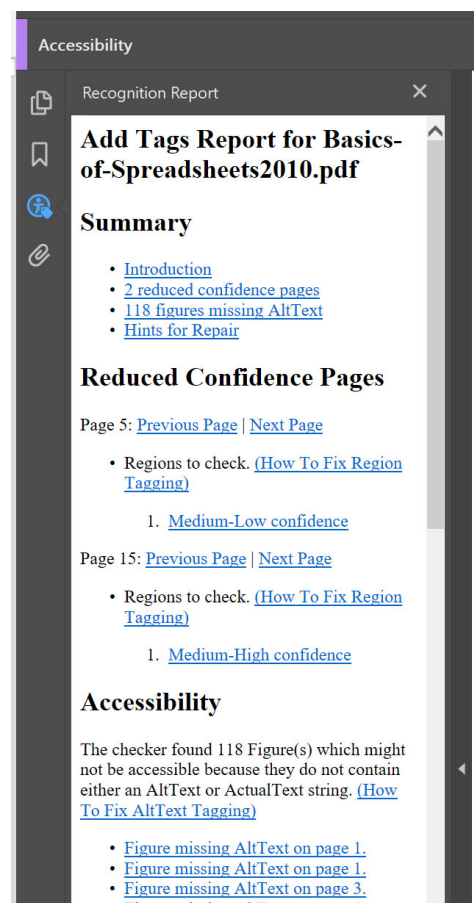 Accessibility
Recognition Report
Add Tags Report for Basics-
of-Spreadsheets2010.pdf
Summary
• Introduction
• 2 reduced confidence pages
• 118 figures missing AltText
• Hints for Repair
Reduced Confidence Pages
Page 5: Previous Page | Next Page
• Regions to check. (How To Fix Region
Tagging)
1. Medium-Low confidence
Page 15: Previous Page | Next Page
• Regions to check. (How To Fix Region
Tagging)
1. Medium-High confidence
Accessibility
The checker found 118 Figure(s) which might
not be accessible because they do not contain
either an AltText or ActualText string. (How
To Fix AltText Tagging)
• Figure missing AltText on page 1.
• Figure missing AltText on page 1.
• Figure missing AltText on page 3.